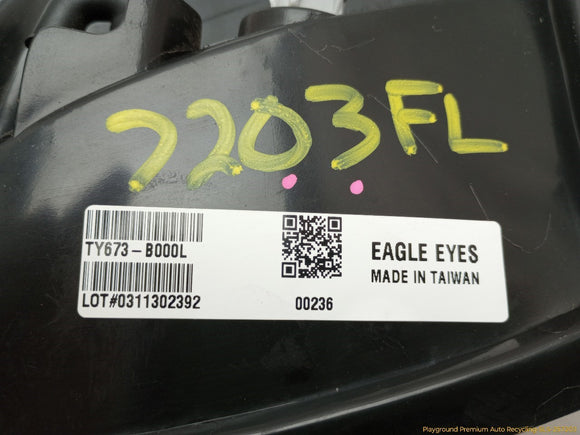 7203FL
TY673-B000L
LOT#0311302392
00236
EAGLE EYES
MADE IN TAIWAN
Playground Premium Auto Recycling